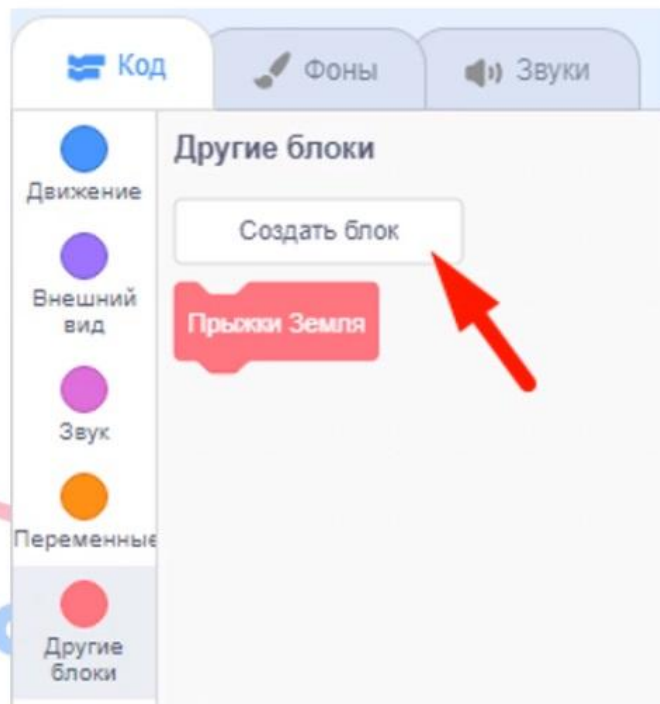 Код
Фоны
Звуки
Другие блоки
Движение
Создать блок
Внешний
вид
Прыжки Земля
Звук
Переменные
Другие
блоки